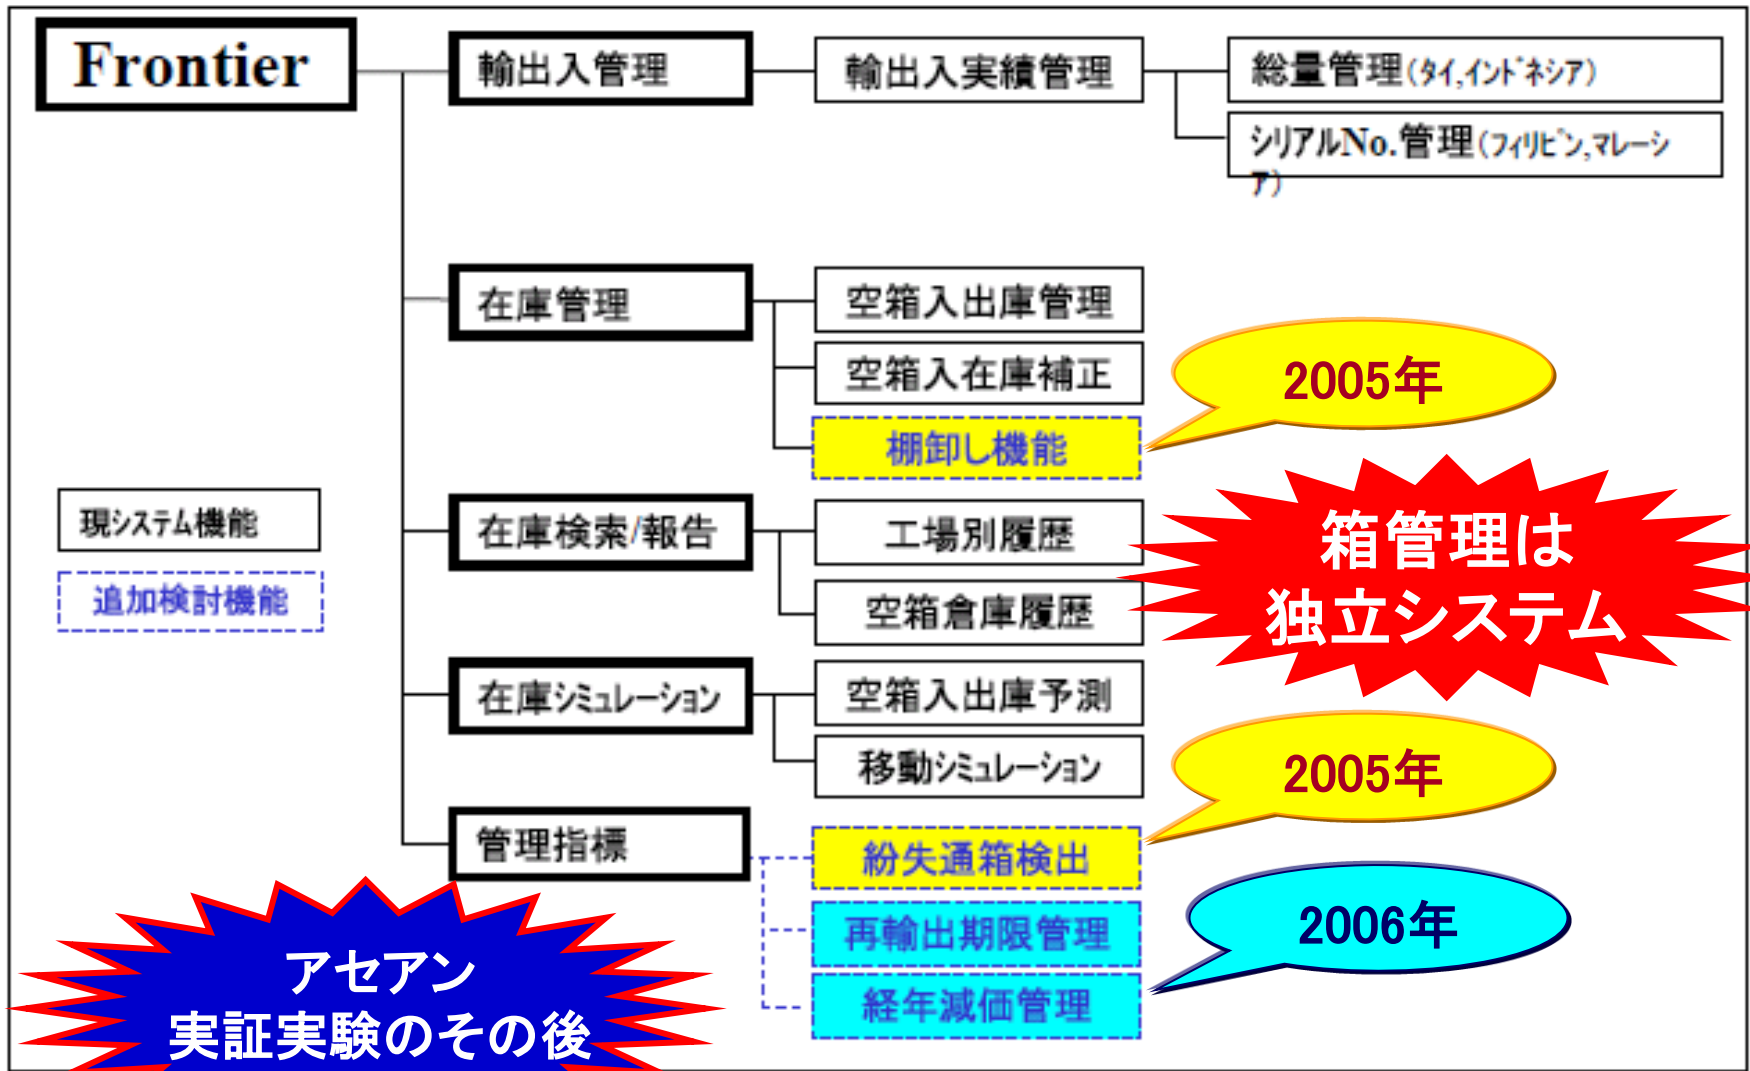 Frontier
輸出入管理
輸出入実績管理
総量管理(タイ,インドネシア)
シリアルNo.管理(フィリピン,マレーシ
ア)
在庫管理
空箱入出庫管理
空箱入在庫補正
棚卸し機能
2005年
現システム機能
追加検討機能
在庫検索/報告
工場別履歴
空箱倉庫履歴
箱管理は
独立システム
在庫シミュレーション
空箱入出庫予測
移動シミュレーション
2005年
管理指標
紛失通箱検出
再輸出期限管理
経年減価管理
2006年
アセアン
実証実験のその後